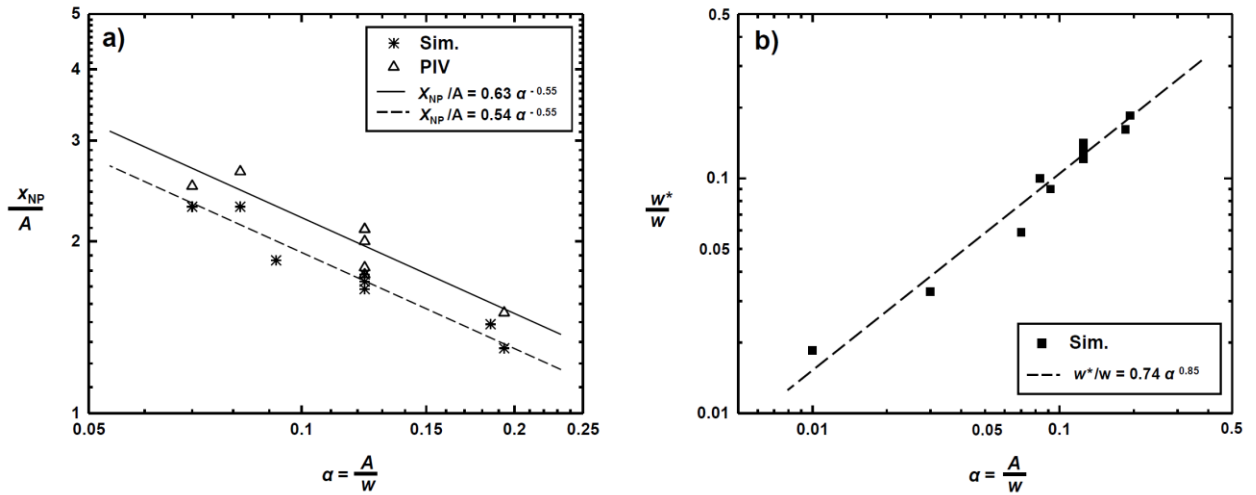 a)
5
3
2
1
x_NP
A
0.05
0.1
0.15
0.2
0.25
α = A
w
Sim.
PIV
X_NP /A = 0.63 α^-0.55
X_NP /A = 0.54 α^-0.55
b)
0.5
0.1
0.05
0.01
w*
w
0.01
0.05
0.1
0.5
α = A
w
Sim.
w*/w = 0.74 α^0.85